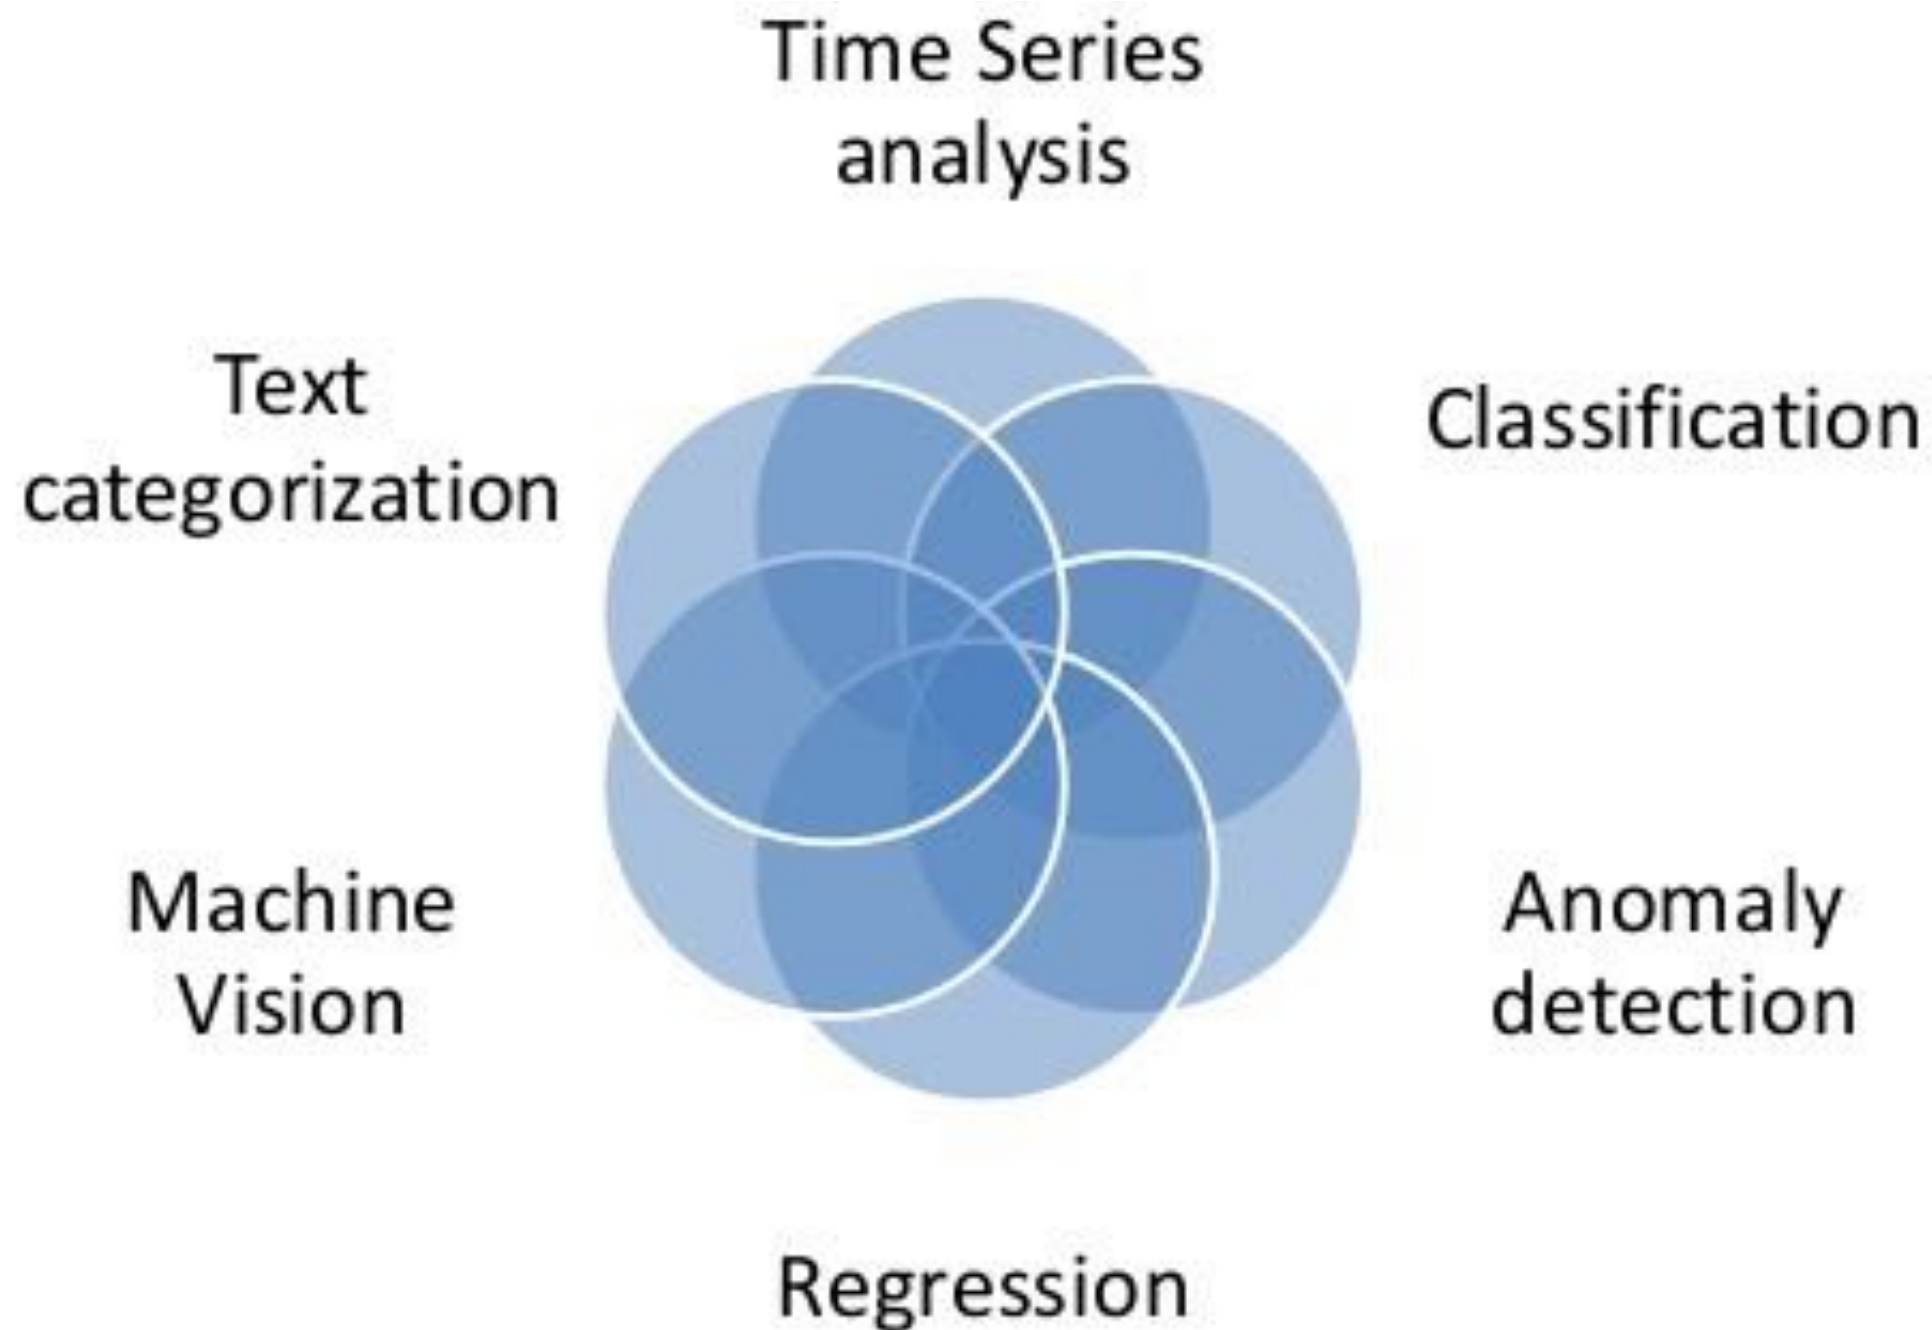 Time Series
analysis
Classification
Anomaly
detection
Regression
Machine
Vision
Text
categorization